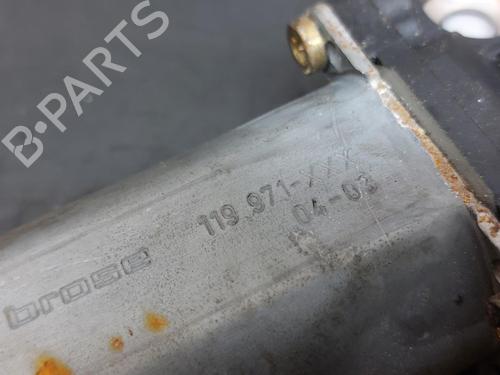 B-PARTS
119.971-XXX
04-03
brose